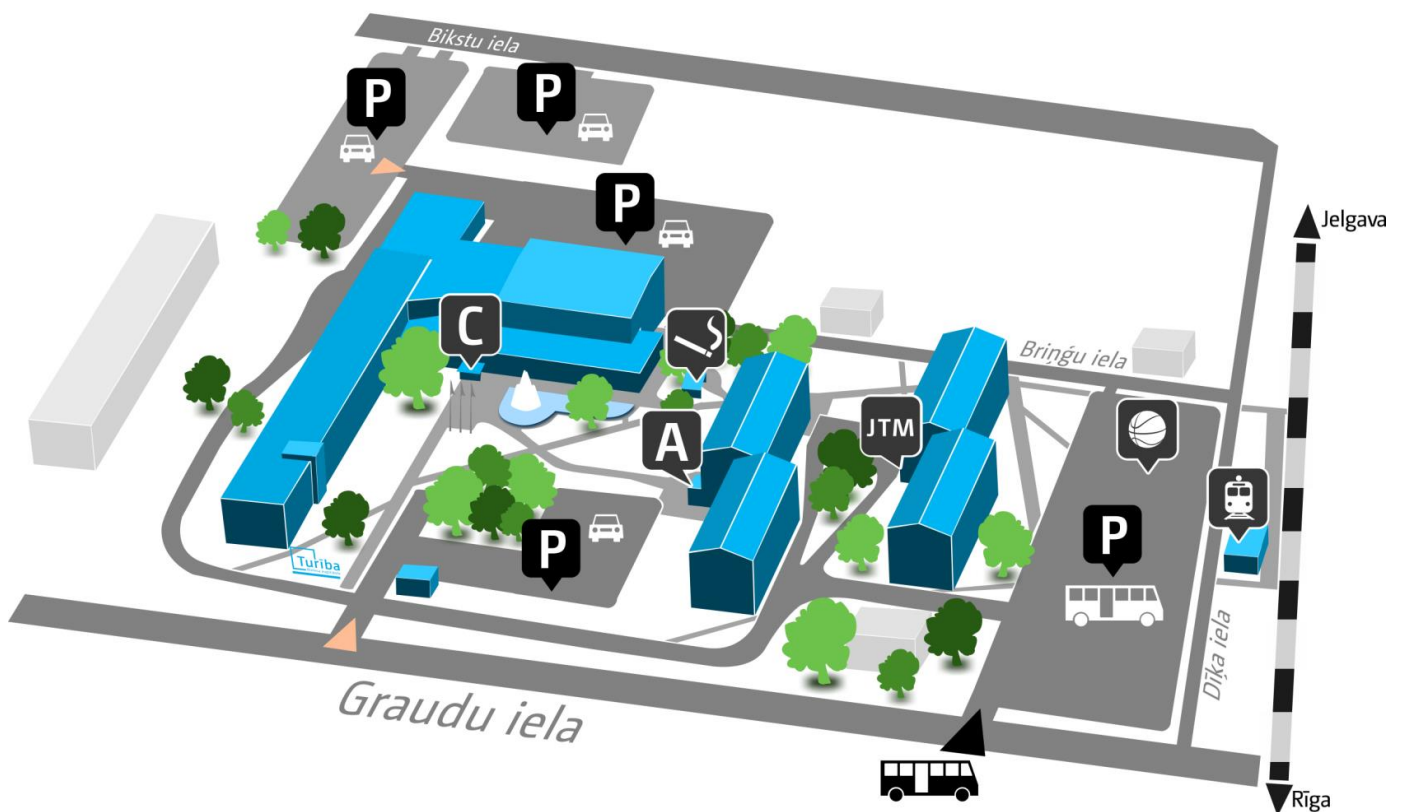 Bikstu iela
P
P
P
Jelgava
C
Briņģu iela
A
JTM
P
P
Turība
Dīķa iela
Graudu iela
Rīga